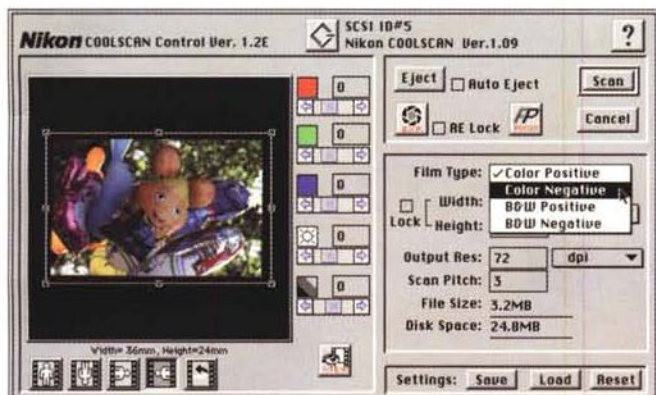 Nikon COOLSCAN Control Ver. 1.2E
SCSI ID#5
Nikon COOLSCAN Ver.1.09
?
0
0
0
0
0
Width= 36mm, Height=24mm
Eject
Auto Eject
Scan
AE Lock
Cancel
Film Type:
✓Color Positive
Color Negative
B&W Positive
B&W Negative
Lock
Width:
Height:
Output Res: 72 dpi
Scan Pitch: 3
File Size: 3.2MB
Disk Space: 24.8MB
Settings: Save Load Reset